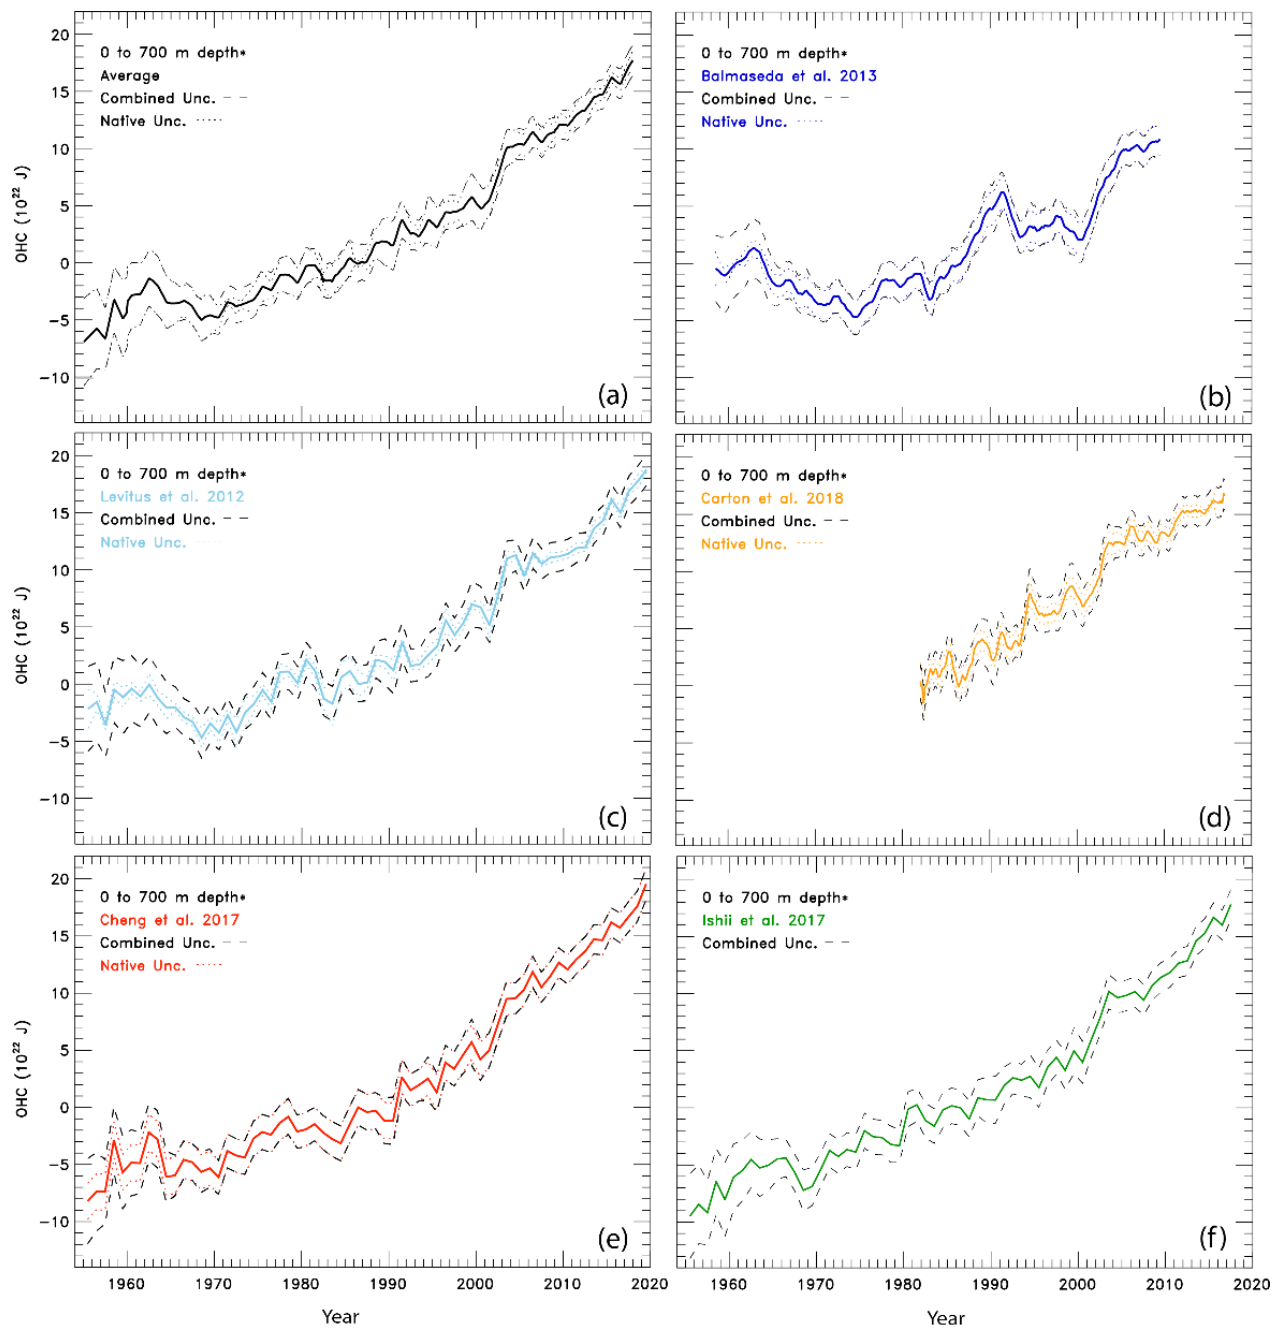 0 to 700 m depth*
Average
Combined Unc. – –
Native Unc. ·····
20
15
10
5
0
−5
−10
OHC (10²² J)
(a)
0 to 700 m depth*
Balmaseda et al. 2013
Combined Unc. – –
Native Unc. ·····
(b)
0 to 700 m depth*
Levitus et al. 2012
Combined Unc. – –
Native Unc. ·····
20
15
10
5
0
−5
−10
OHC (10²² J)
(c)
0 to 700 m depth*
Carton et al. 2018
Combined Unc. – –
Native Unc. ·····
(d)
0 to 700 m depth*
Cheng et al. 2017
Combined Unc. – –
Native Unc. ·····
20
15
10
5
0
−5
−10
OHC (10²² J)
(e)
1960 1970 1980 1990 2000 2010 2020
Year
0 to 700 m depth*
Ishii et al. 2017
Combined Unc. – –
(f)
1960 1970 1980 1990 2000 2010 2020
Year